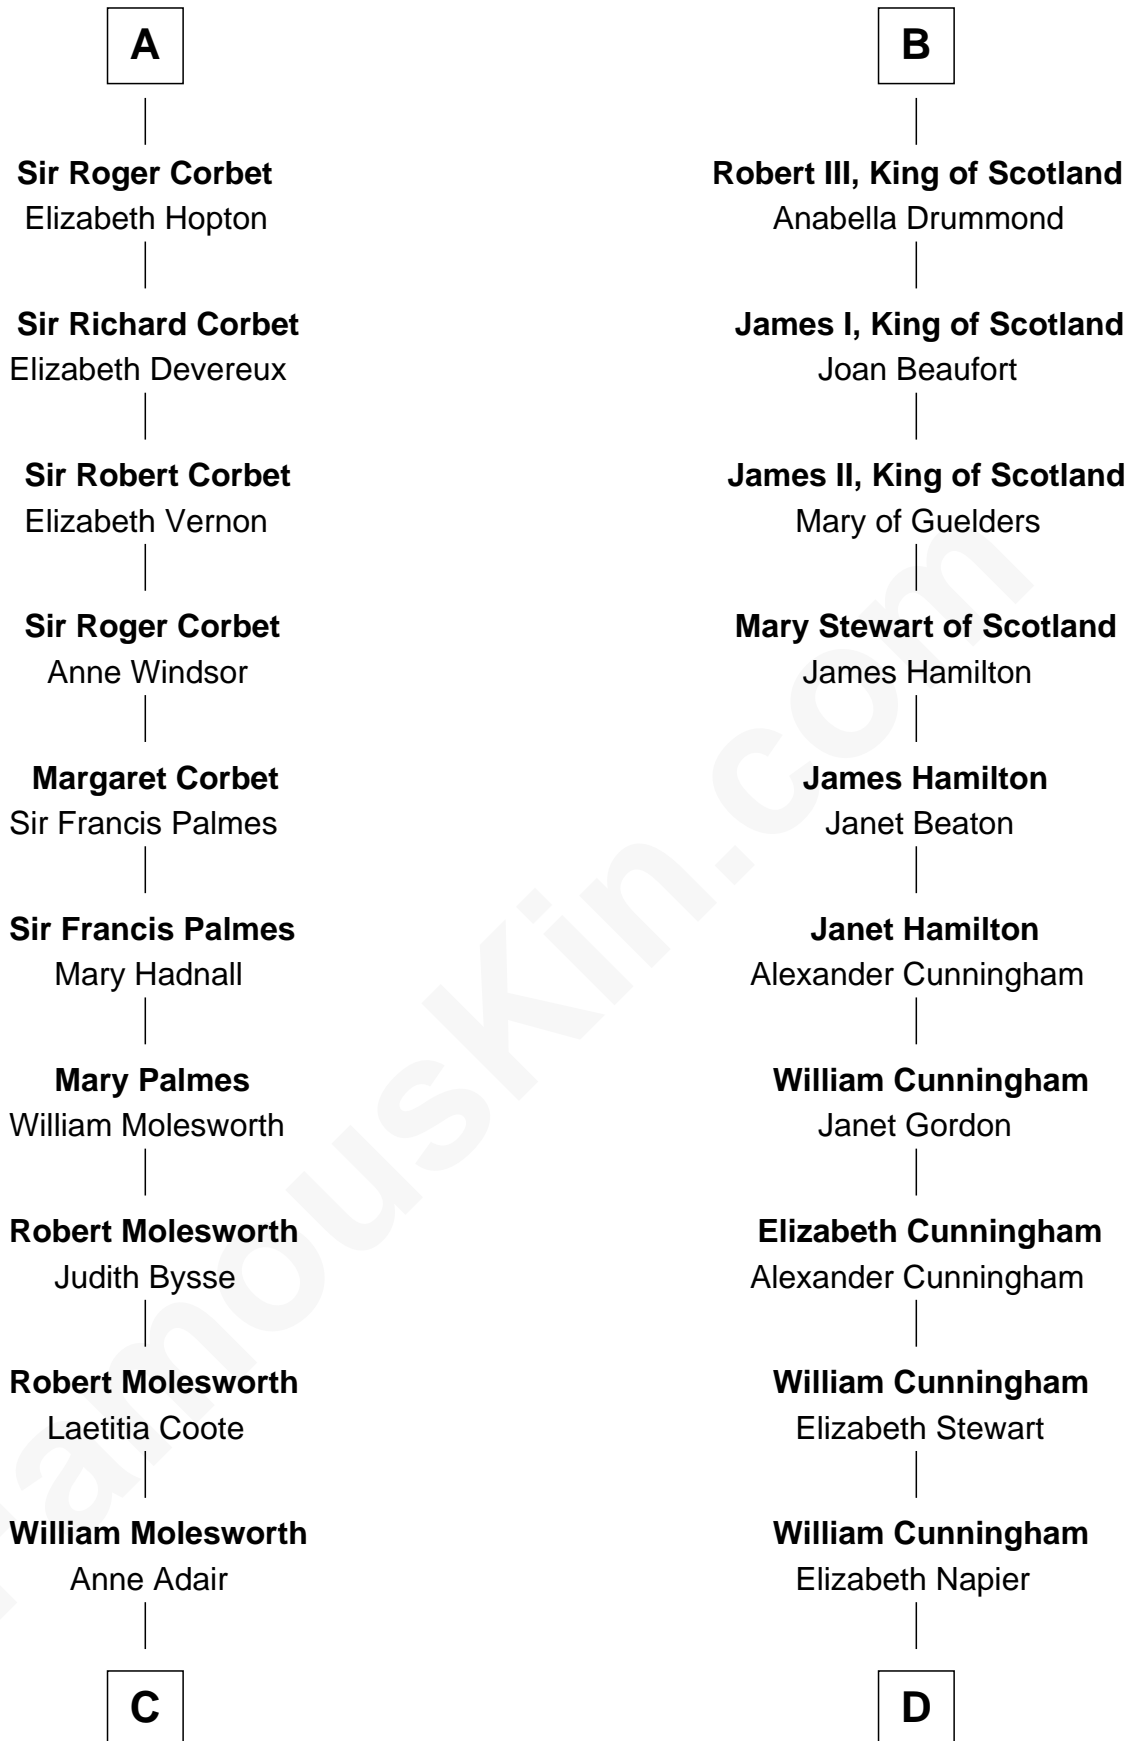 A
Sir Roger Corbet
Elizabeth Hopton
Sir Richard Corbet
Elizabeth Devereux
Sir Robert Corbet
Elizabeth Vernon
Sir Roger Corbet
Anne Windsor
Margaret Corbet
Sir Francis Palmes
Sir Francis Palmes
Mary Hadnall
Mary Palmes
William Molesworth
Robert Molesworth
Judith Bysse
Robert Molesworth
Laetitia Coote
William Molesworth
Anne Adair
C
B
Robert III, King of Scotland
Anabella Drummond
James I, King of Scotland
Joan Beaufort
James II, King of Scotland
Mary of Guelders
Mary Stewart of Scotland
James Hamilton
James Hamilton
Janet Beaton
Janet Hamilton
Alexander Cunningham
William Cunningham
Janet Gordon
Elizabeth Cunningham
Alexander Cunningham
William Cunningham
Elizabeth Stewart
William Cunningham
Elizabeth Napier
D
FamousKin.com